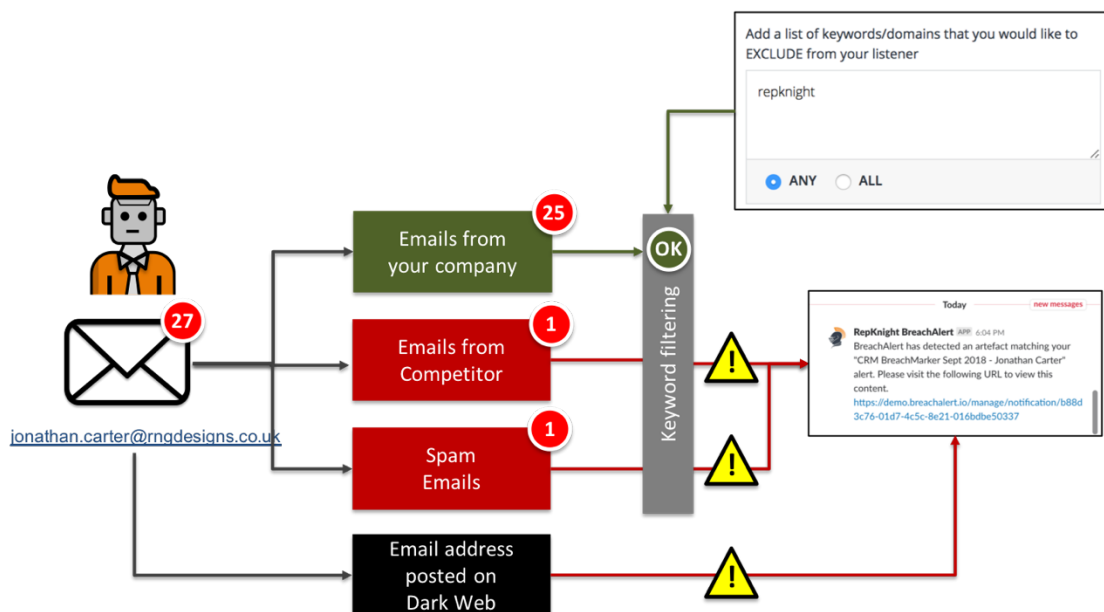 Add a list of keywords/domains that you would like to
EXCLUDE from your listener
repknight
ANY
ALL
27
jonathan.carter@rngdesigns.co.uk
Emails from
your company
25
Emails from
Competitor
1
Spam
Emails
1
Email address
posted on
Dark Web
OK
Keyword filtering
!
!
!
Today
new messages
RepKnight BreachAlert APP 6:04 PM
BreachAlert has detected an artefact matching your
"CRM BreachMarker Sept 2018 - Jonathan Carter"
alert. Please visit the following URL to view this
content.
https://demo.breachalert.io/manage/notification/b88d
3c76-01d7-4c5c-8e21-016bdbe50337